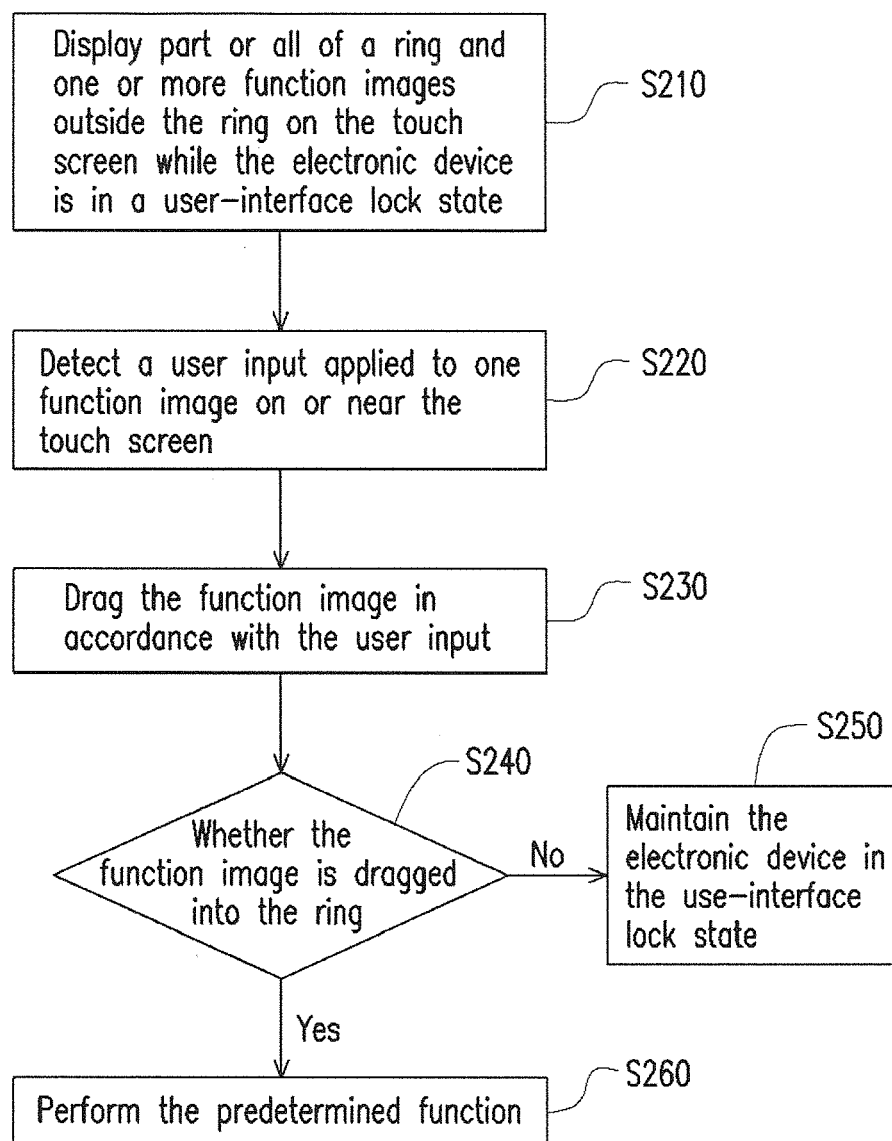 Display part or all of a ring and
one or more function images
outside the ring on the touch
screen while the electronic device
is in a user-interface lock state
S210
Detect a user input applied to one
function image on or near the
touch screen
S220
Drag the function image in
accordance with the user input
S230
S240
Whether the
function image is dragged
into the ring
No
S250
Maintain the
electronic device in
the use-interface
lock state
Yes
S260
Perform the predetermined function